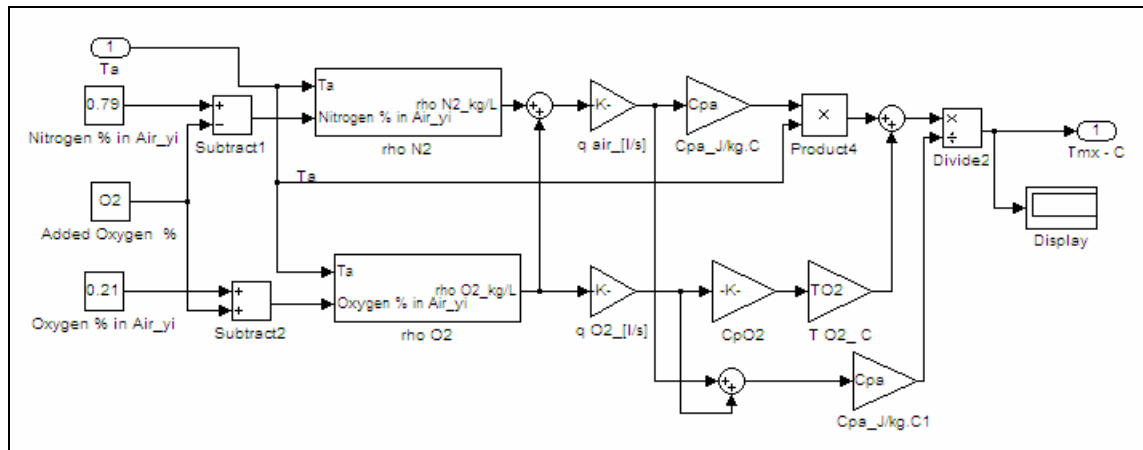 1
Ta
0.79
Nitrogen % in Air_yi
+
−
Subtract1
Ta
Nitrogen % in Air_yi
rho N2_kg/L
rho N2
+
+
K-
q air_[l/s]
Cpa
Cpa_J/kg.C
×
Product4
+
+
×
÷
Divide2
1
Tmx - C
Display
Ta
O2
Added Oxygen %
0.21
Oxygen % in Air_yi
+
+
Subtract2
Ta
Oxygen % in Air_yi
rho O2_kg/L
rho O2
K-
q O2_[l/s]
-K-
CpO2
TO2
T O2_ C
+
+
Cpa
Cpa_J/kg.C1